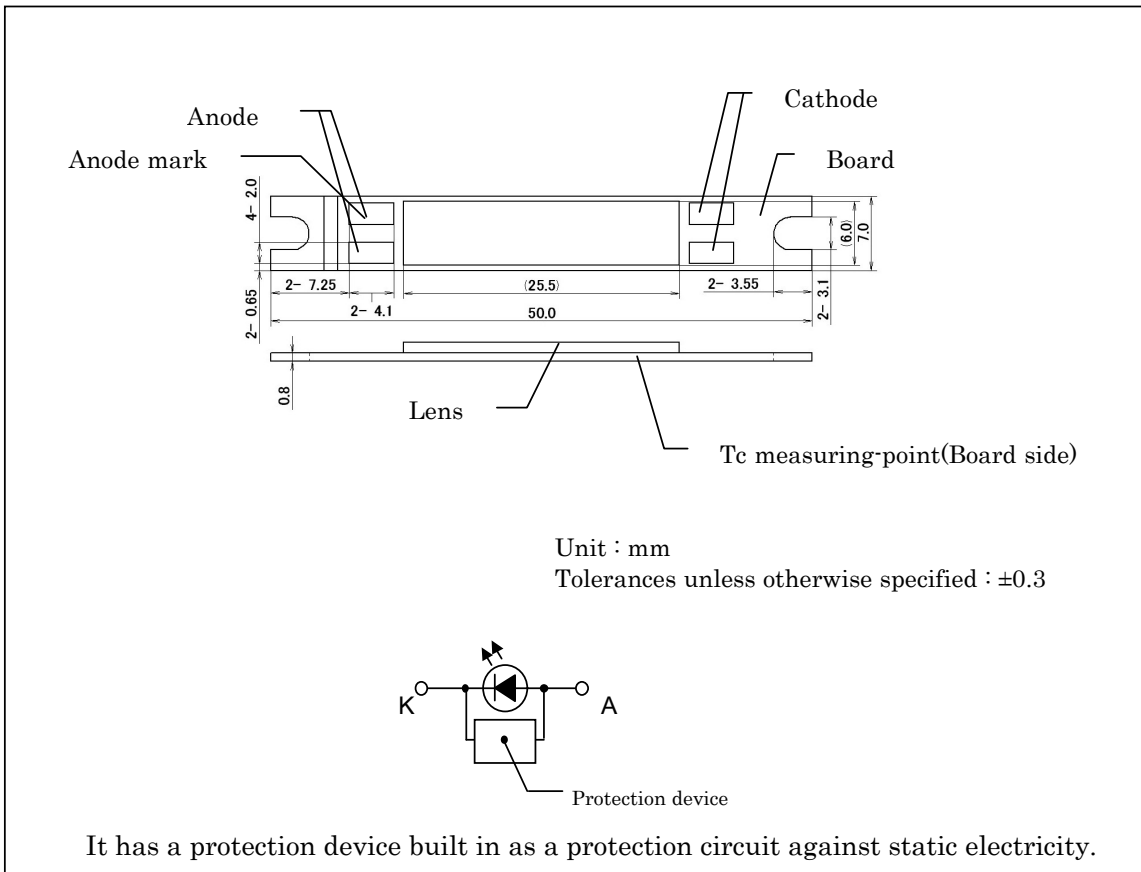 Anode
Cathode
Anode mark
Board
4- 2.0
(6.0)
7.0
2- 7.25
(25.5)
2- 3.55
2- 0.65
2- 4.1
50.0
2- 3.1
0.8
Lens
Tc measuring-point(Board side)
Unit : mm
Tolerances unless otherwise specified : ±0.3
K
A
Protection device
It has a protection device built in as a protection circuit against static electricity.